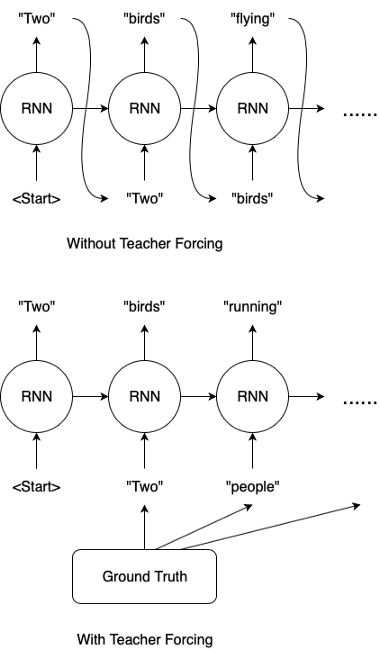 "Two" "birds" "flying"
RNN RNN RNN ......
<Start> "Two" "birds"
Without Teacher Forcing
"Two" "birds" "running"
RNN RNN RNN ......
<Start> "Two" "people"
Ground Truth
With Teacher Forcing